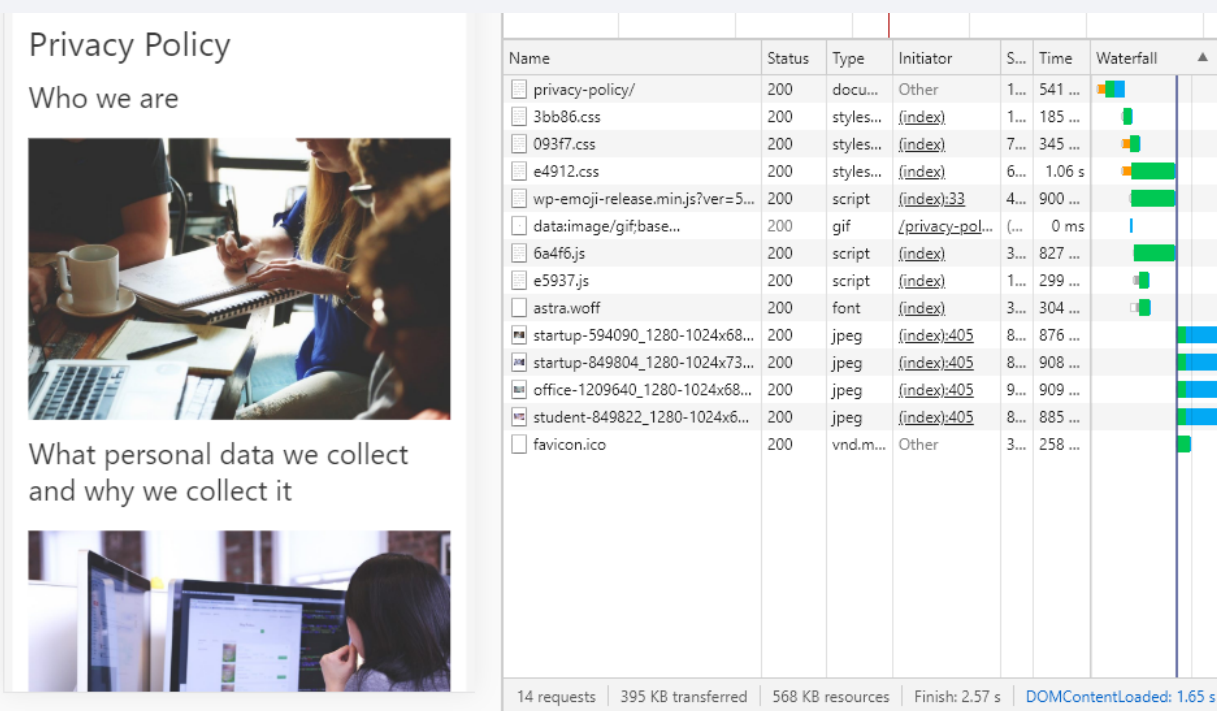 Privacy Policy
Who we are
What personal data we collect
and why we collect it
Name Status Type Initiator S... Time Waterfall
privacy-policy/ 200 docu... Other 1... 541 ...
3bb86.css 200 styles... (index) 1... 185 ...
093f7.css 200 styles... (index) 7... 345 ...
e4912.css 200 styles... (index) 6... 1.06 s
wp-emoji-release.min.js?ver=5... 200 script (index):33 4... 900 ...
data:image/gif;base... 200 gif /privacy-pol... (... 0 ms
6a4f6.js 200 script (index) 3... 827 ...
e5937.js 200 script (index) 1... 299 ...
astra.woff 200 font (index) 3... 304 ...
startup-594090_1280-1024x68... 200 jpeg (index):405 8... 876 ...
startup-849804_1280-1024x73... 200 jpeg (index):405 8... 908 ...
office-1209640_1280-1024x68... 200 jpeg (index):405 9... 909 ...
student-849822_1280-1024x6... 200 jpeg (index):405 8... 885 ...
favicon.ico 200 vnd.m... Other 3... 258 ...
14 requests 395 KB transferred 568 KB resources Finish: 2.57 s DOMContentLoaded: 1.65 s